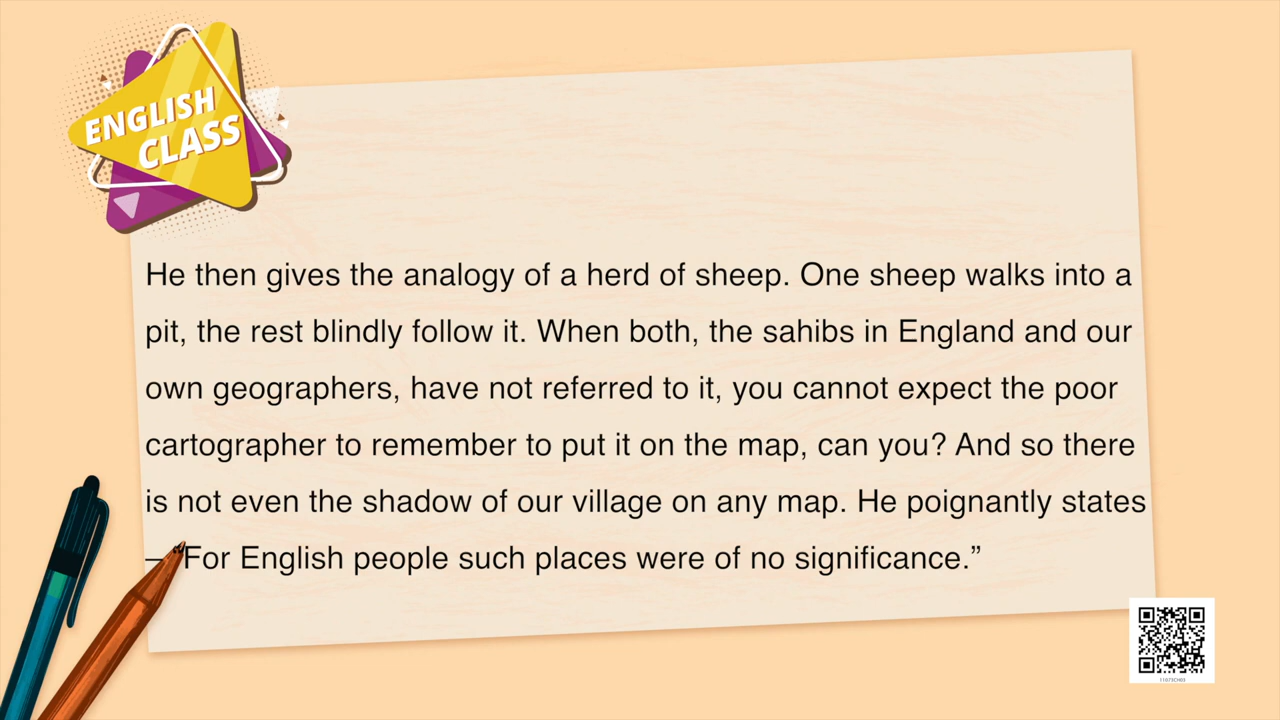 ENGLISH
CLASS
He then gives the analogy of a herd of sheep. One sheep walks into a
pit, the rest blindly follow it. When both, the sahibs in England and our
own geographers, have not referred to it, you cannot expect the poor
cartographer to remember to put it on the map, can you? And so there
is not even the shadow of our village on any map. He poignantly states
—“For English people such places were of no significance.”
11073CH03